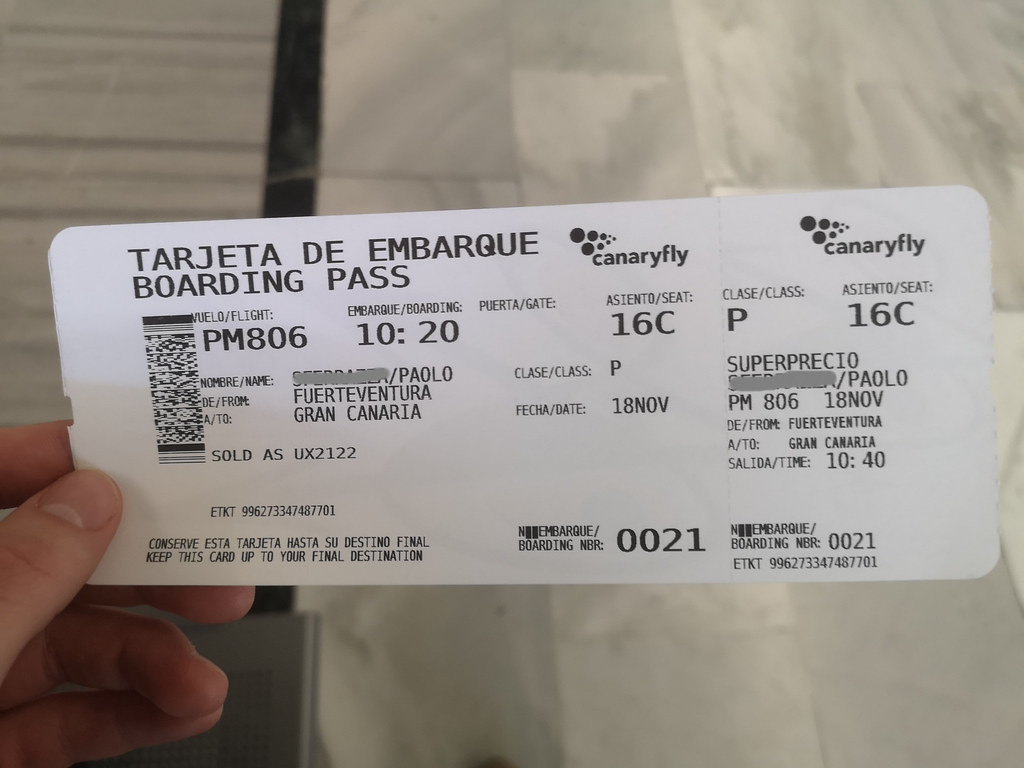 TARJETA DE EMBARQUE
BOARDING PASS
canaryfly
VUELO/FLIGHT:
PM806
EMBARQUE/BOARDING:
10:20
PUERTA/GATE:
ASIENTO/SEAT:
16C
NOMBRE/NAME: /PAOLO
DE/FROM: FUERTEVENTURA
A/TO: GRAN CANARIA
CLASE/CLASS: P
FECHA/DATE: 18NOV
SOLD AS UX2122
ETKT 996273347487701
CONSERVE ESTA TARJETA HASTA SU DESTINO FINAL
KEEP THIS CARD UP TO YOUR FINAL DESTINATION
N EMBARQUE/
BOARDING NBR: 0021
canaryfly
CLASE/CLASS:
P
ASIENTO/SEAT:
16C
SUPERPRECIO
/PAOLO
PM 806 18NOV
DE/FROM: FUERTEVENTURA
A/TO: GRAN CANARIA
SALIDA/TIME: 10:40
N EMBARQUE/
BOARDING NBR: 0021
ETKT 996273347487701